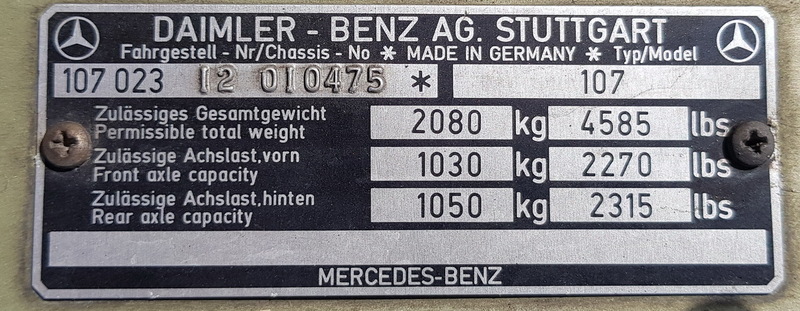 DAIMLER - BENZ AG. STUTTGART
Fahrgestell - Nr/Chassis - No * MADE IN GERMANY * Typ/Model
107 023 12 010475 * 107
Zulässiges Gesamtgewicht
Permissible total weight 2080 kg 4585 lbs
Zulässige Achslast,vorn
Front axle capacity 1030 kg 2270 lbs
Zulässige Achslast,hinten
Rear axle capacity 1050 kg 2315 lbs
MERCEDES-BENZ